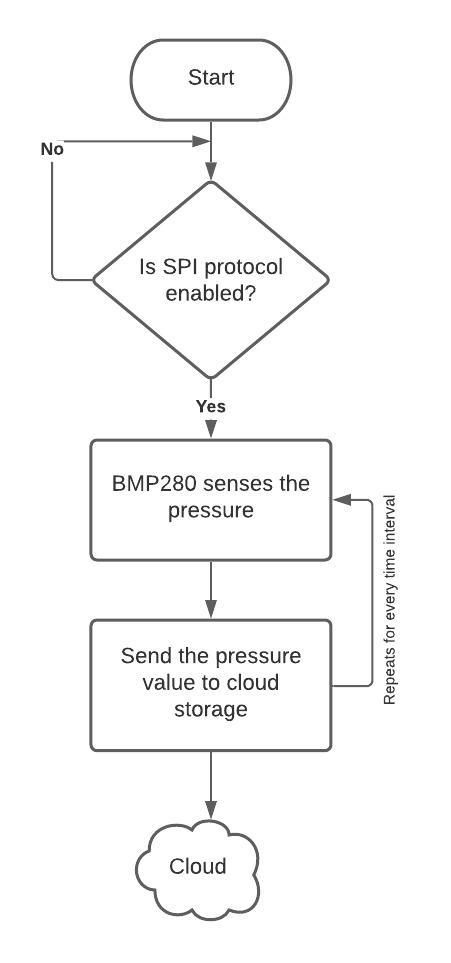 Start
No
Is SPI protocol
enabled?
Yes
BMP280 senses the
pressure
Repeats for every time interval
Send the pressure
value to cloud
storage
Cloud